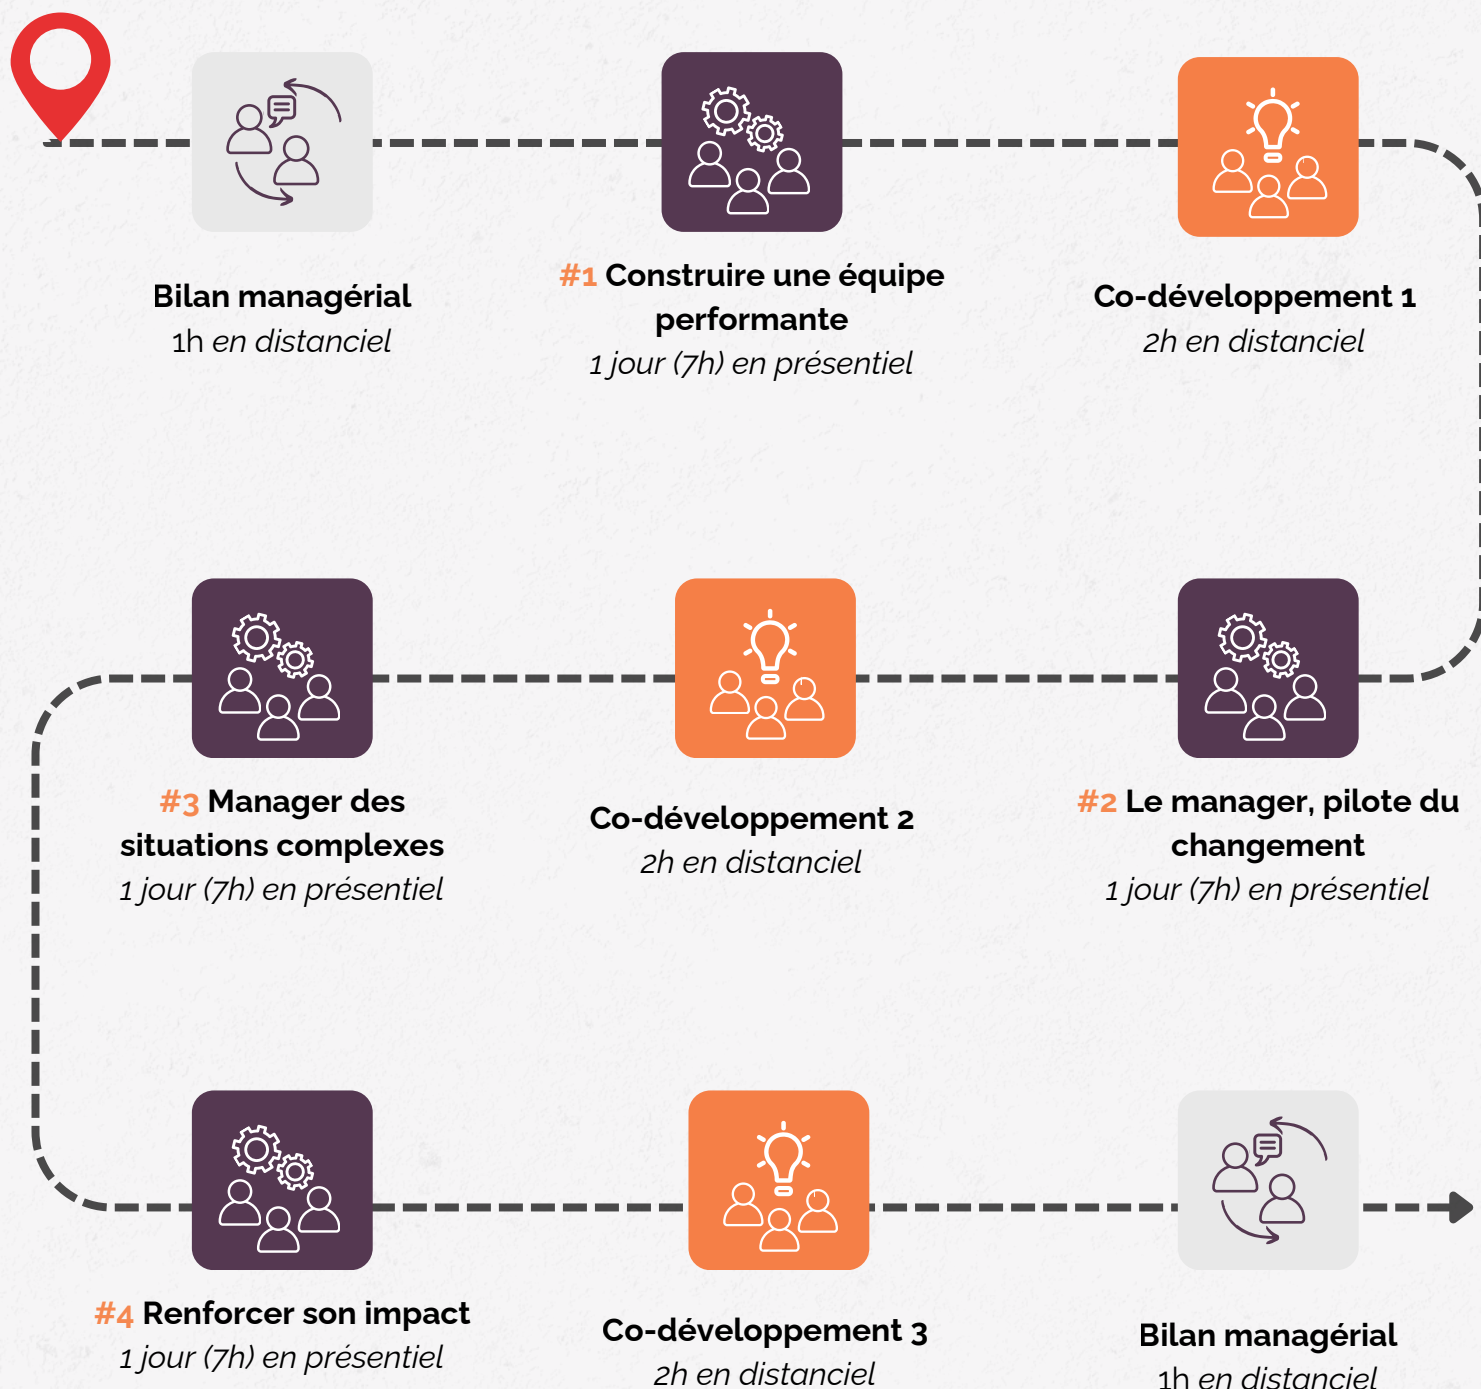 Bilan managérial
1h en distanciel
#1 Construire une équipe
performante
1 jour (7h) en présentiel
Co-développement 1
2h en distanciel
#2 Le manager, pilote du
changement
1 jour (7h) en présentiel
Co-développement 2
2h en distanciel
#3 Manager des
situations complexes
1 jour (7h) en présentiel
#4 Renforcer son impact
1 jour (7h) en présentiel
Co-développement 3
2h en distanciel
Bilan managérial
1h en distanciel